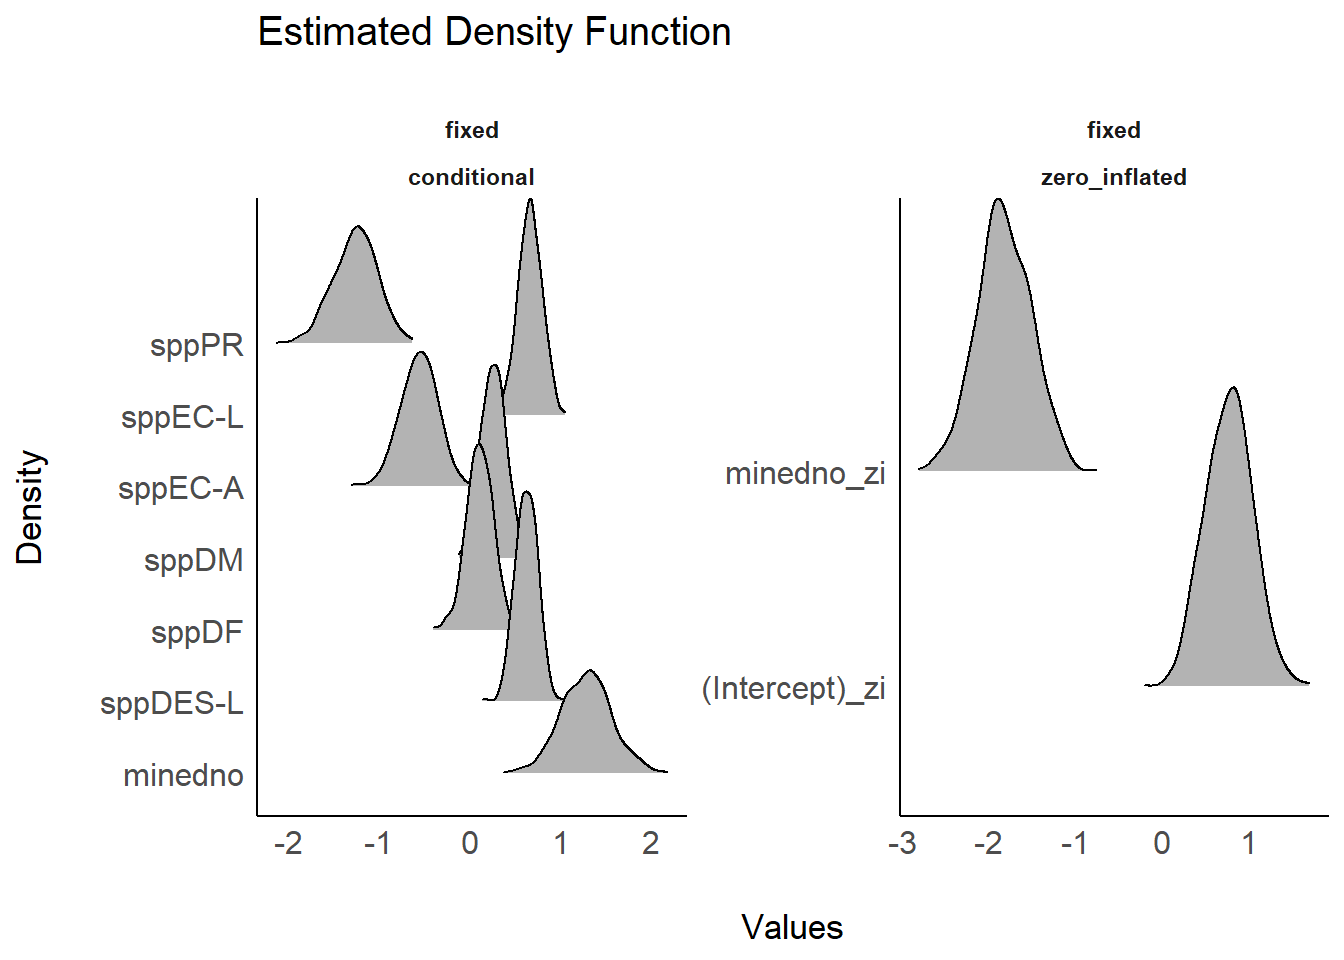 Estimated Density Function
fixed
conditional
fixed
zero_inflated
Density
sppPR
sppEC-L
sppEC-A
sppDM
sppDF
sppDES-L
minedno
-2 -1 0 1 2
minedno_zi
(Intercept)_zi
-3 -2 -1 0 1
Values